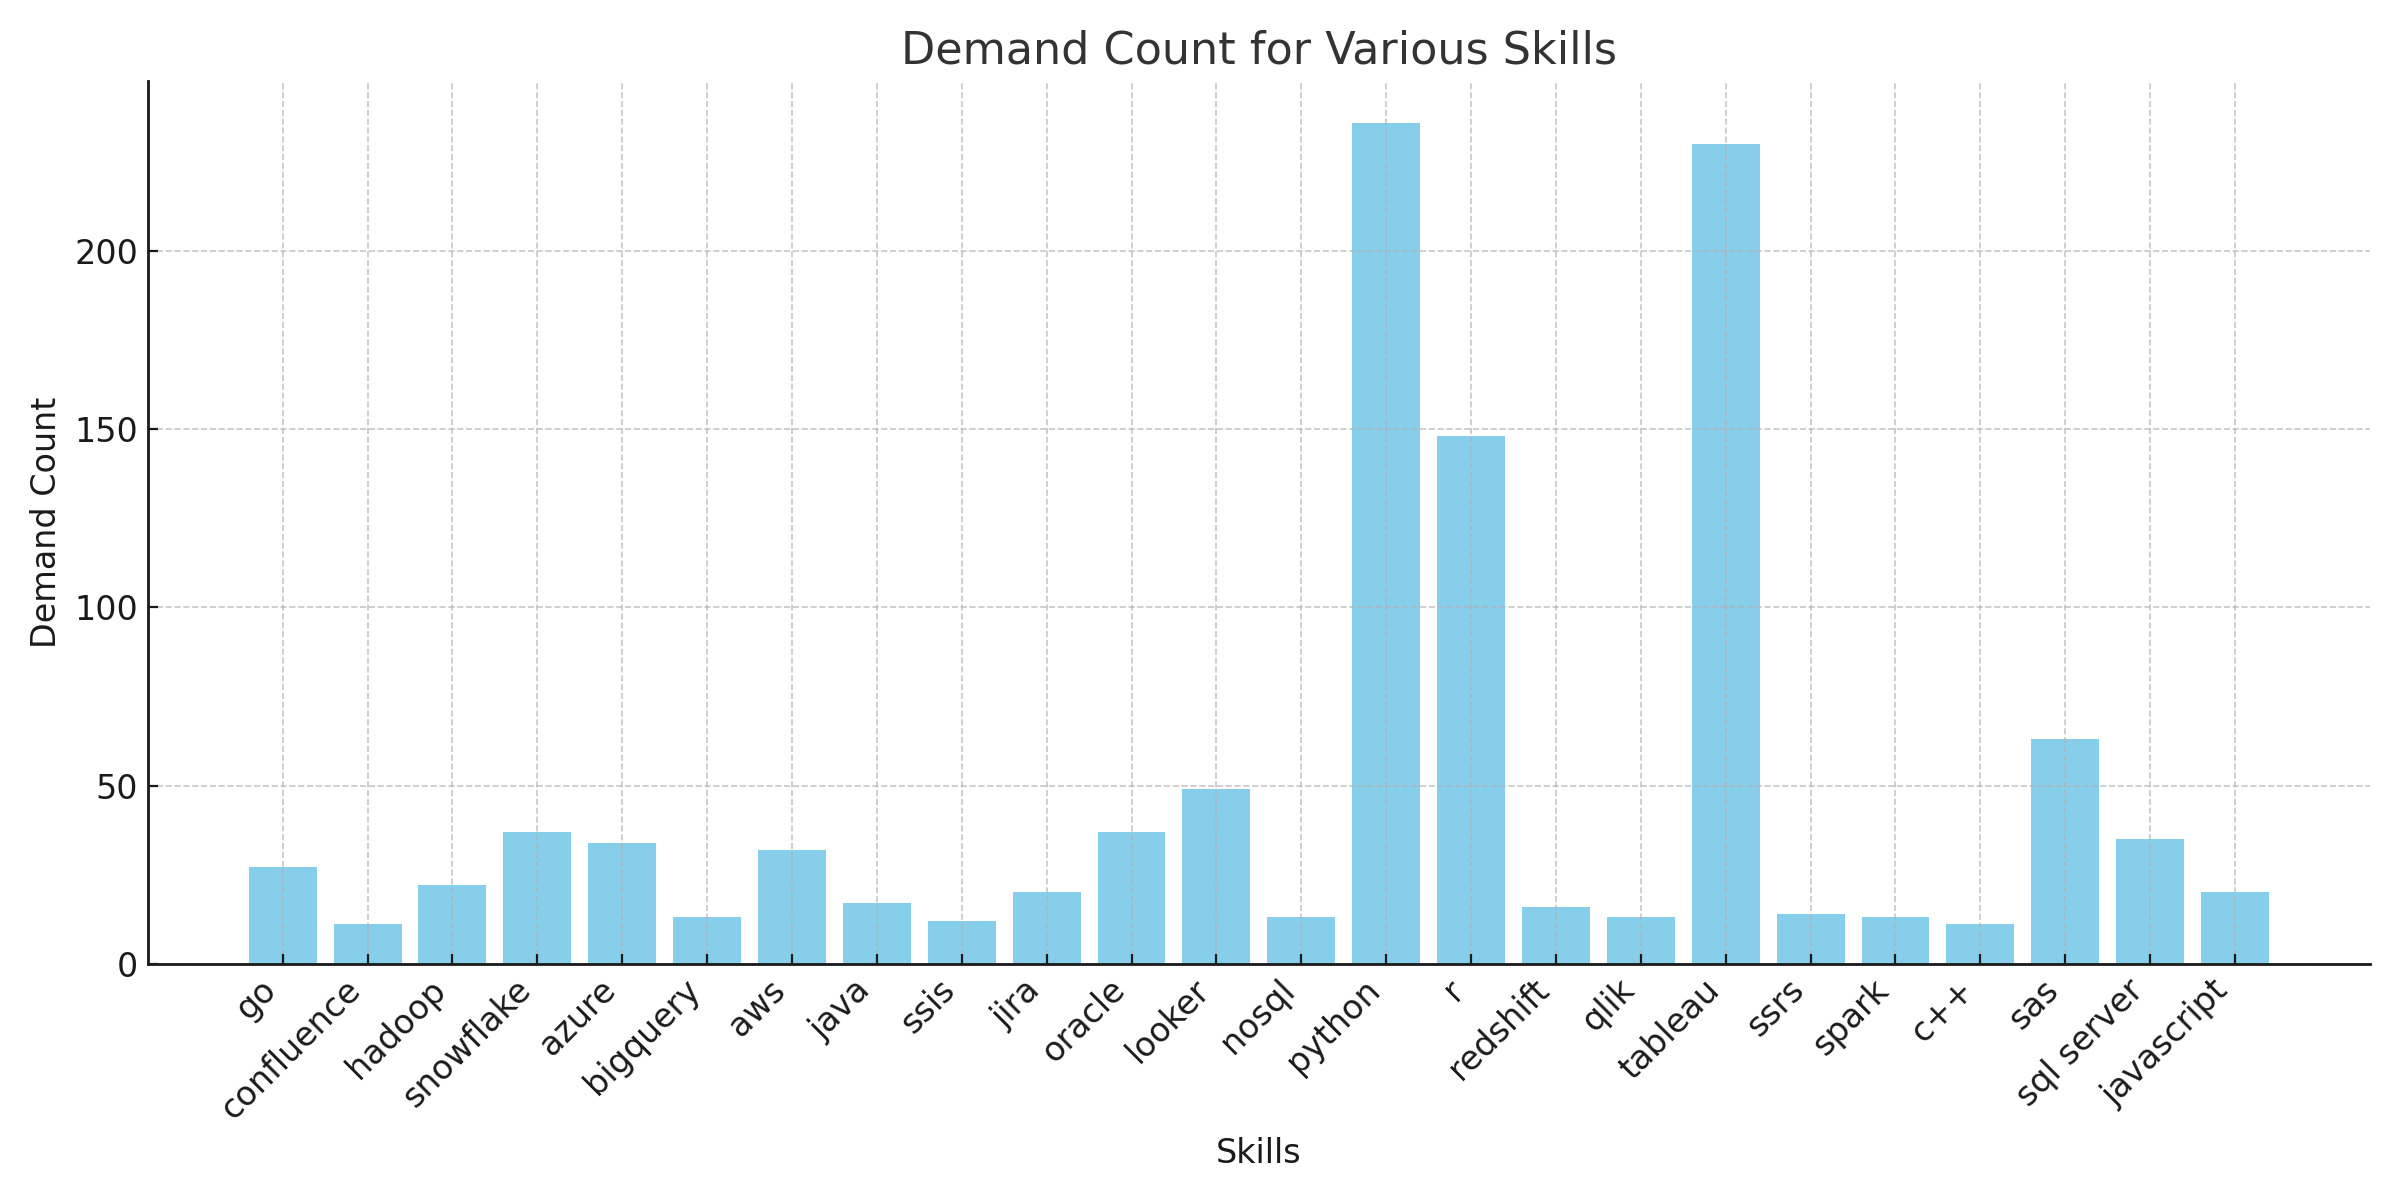 Demand Count for Various Skills
Demand Count
200
150
100
50
0
go
confluence
hadoop
snowflake
azure
bigquery
aws
java
ssis
jira
oracle
looker
nosql
python
r
redshift
qlik
tableau
ssrs
spark
c++
sas
sql server
javascript
Skills